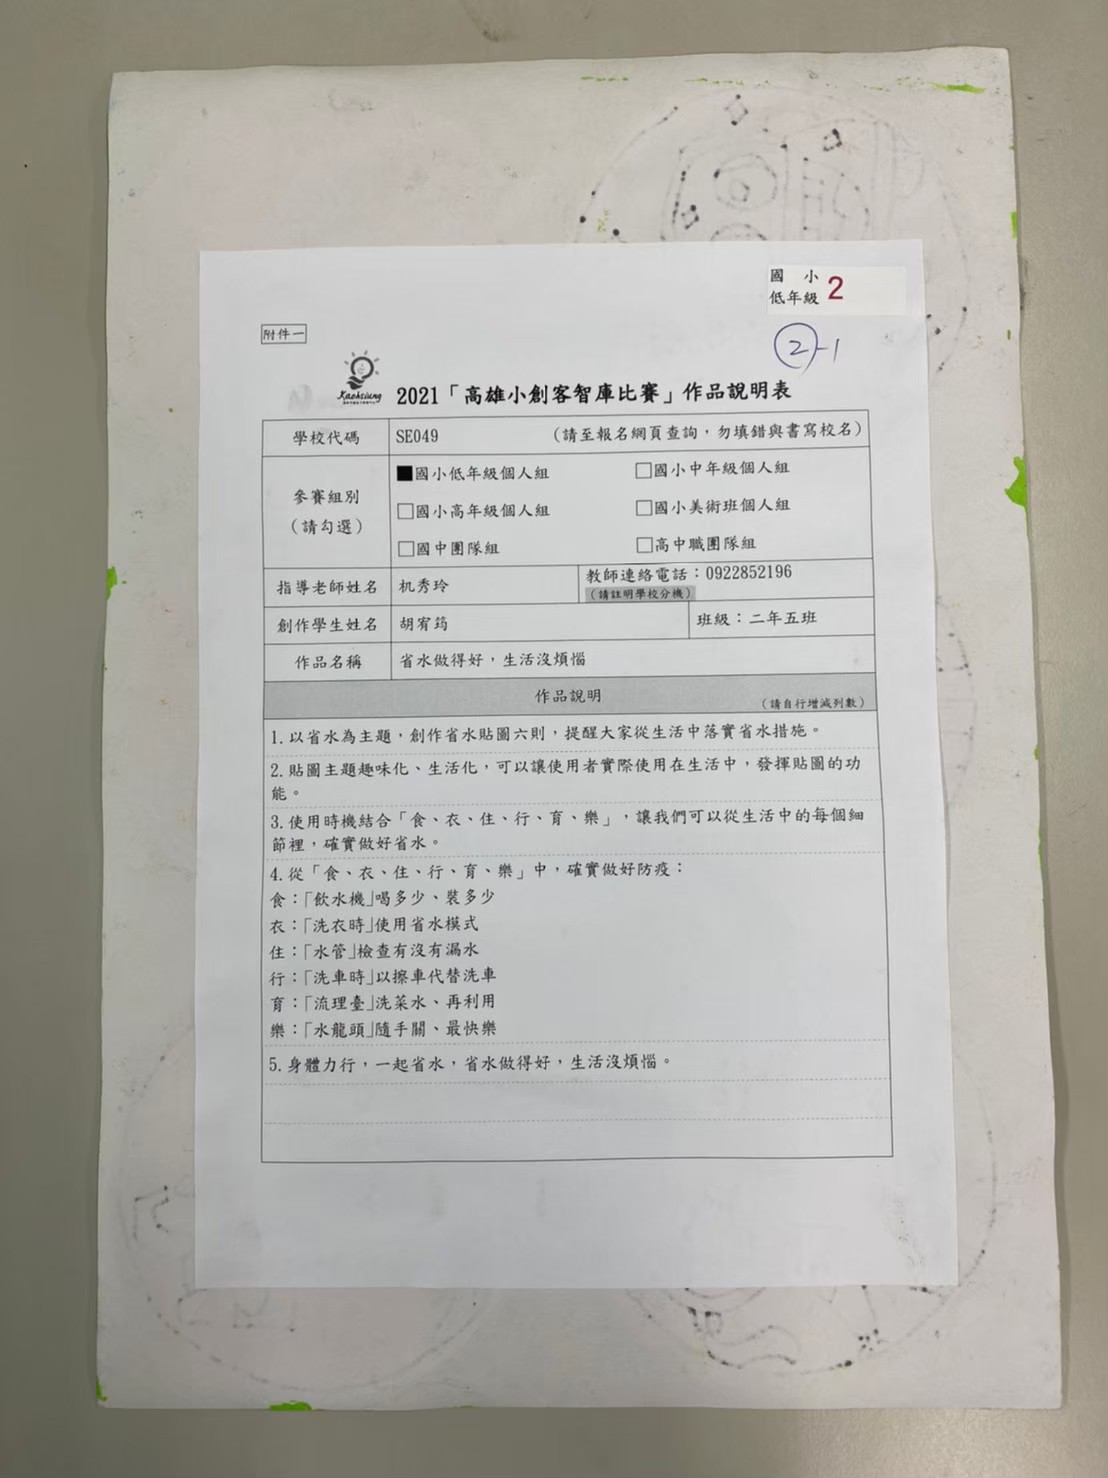 國 小
低年級 2
②-1
附件一
Kaohsiung
2021「高雄小創客智庫比賽」作品說明表
學校代碼 SE049 (請至報名網頁查詢，勿填錯與書寫校名)
參賽組別
(請勾選)
■國小低年級個人組 □國小中年級個人組
□國小高年級個人組 □國小美術班個人組
□國中團隊組 □高中職團隊組
指導老師姓名 机秀玲 教師連絡電話：0922852196
(請註明學校分機)
創作學生姓名 胡宥筠 班級：二年五班
作品名稱 省水做得好，生活沒煩惱
作品說明 (請自行增減列數)
1.以省水為主題，創作省水貼圖六則，提醒大家從生活中落實省水措施。
2.貼圖主題趣味化、生活化，可以讓使用者實際使用在生活中，發揮貼圖的功
能。
3.使用時機結合「食、衣、住、行、育、樂」，讓我們可以從生活中的每個細
節裡，確實做好省水。
4.從「食、衣、住、行、育、樂」中，確實做好防疫：
食：「飲水機」喝多少、裝多少
衣：「洗衣時」使用省水模式
住：「水管」檢查有沒有漏水
行：「洗車時」以擦車代替洗車
育：「流理臺」洗菜水、再利用
樂：「水龍頭」隨手關、最快樂
5.身體力行，一起省水，省水做得好，生活沒煩惱。